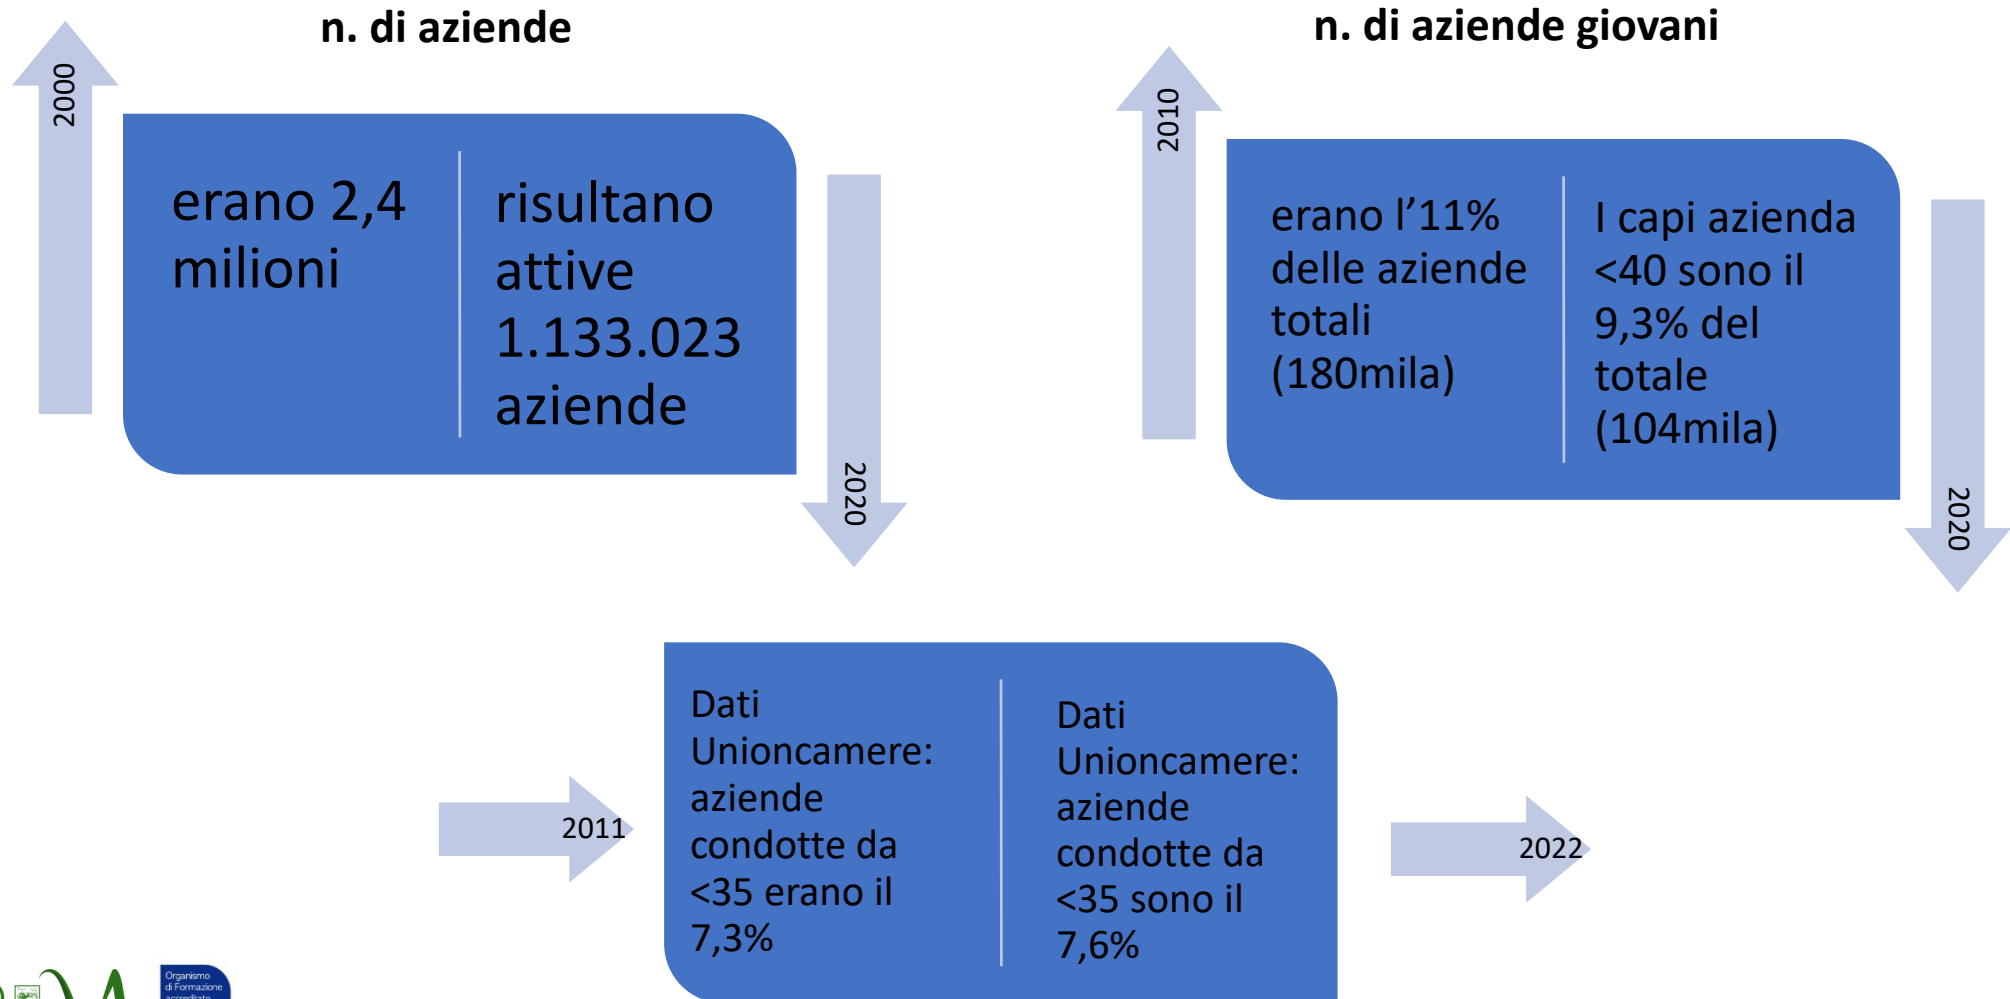 n. di aziende
2000
erano 2,4
milioni
risultano
attive
1.133.023
aziende
2020
n. di aziende giovani
2010
erano l’11%
delle aziende
totali
(180mila)
I capi azienda
<40 sono il
9,3% del
totale
(104mila)
2020
2011
Dati
Unioncamere:
aziende
condotte da
<35 erano il
7,3%
Dati
Unioncamere:
aziende
condotte da
<35 sono il
7,6%
2022
Organismo
di Formazione